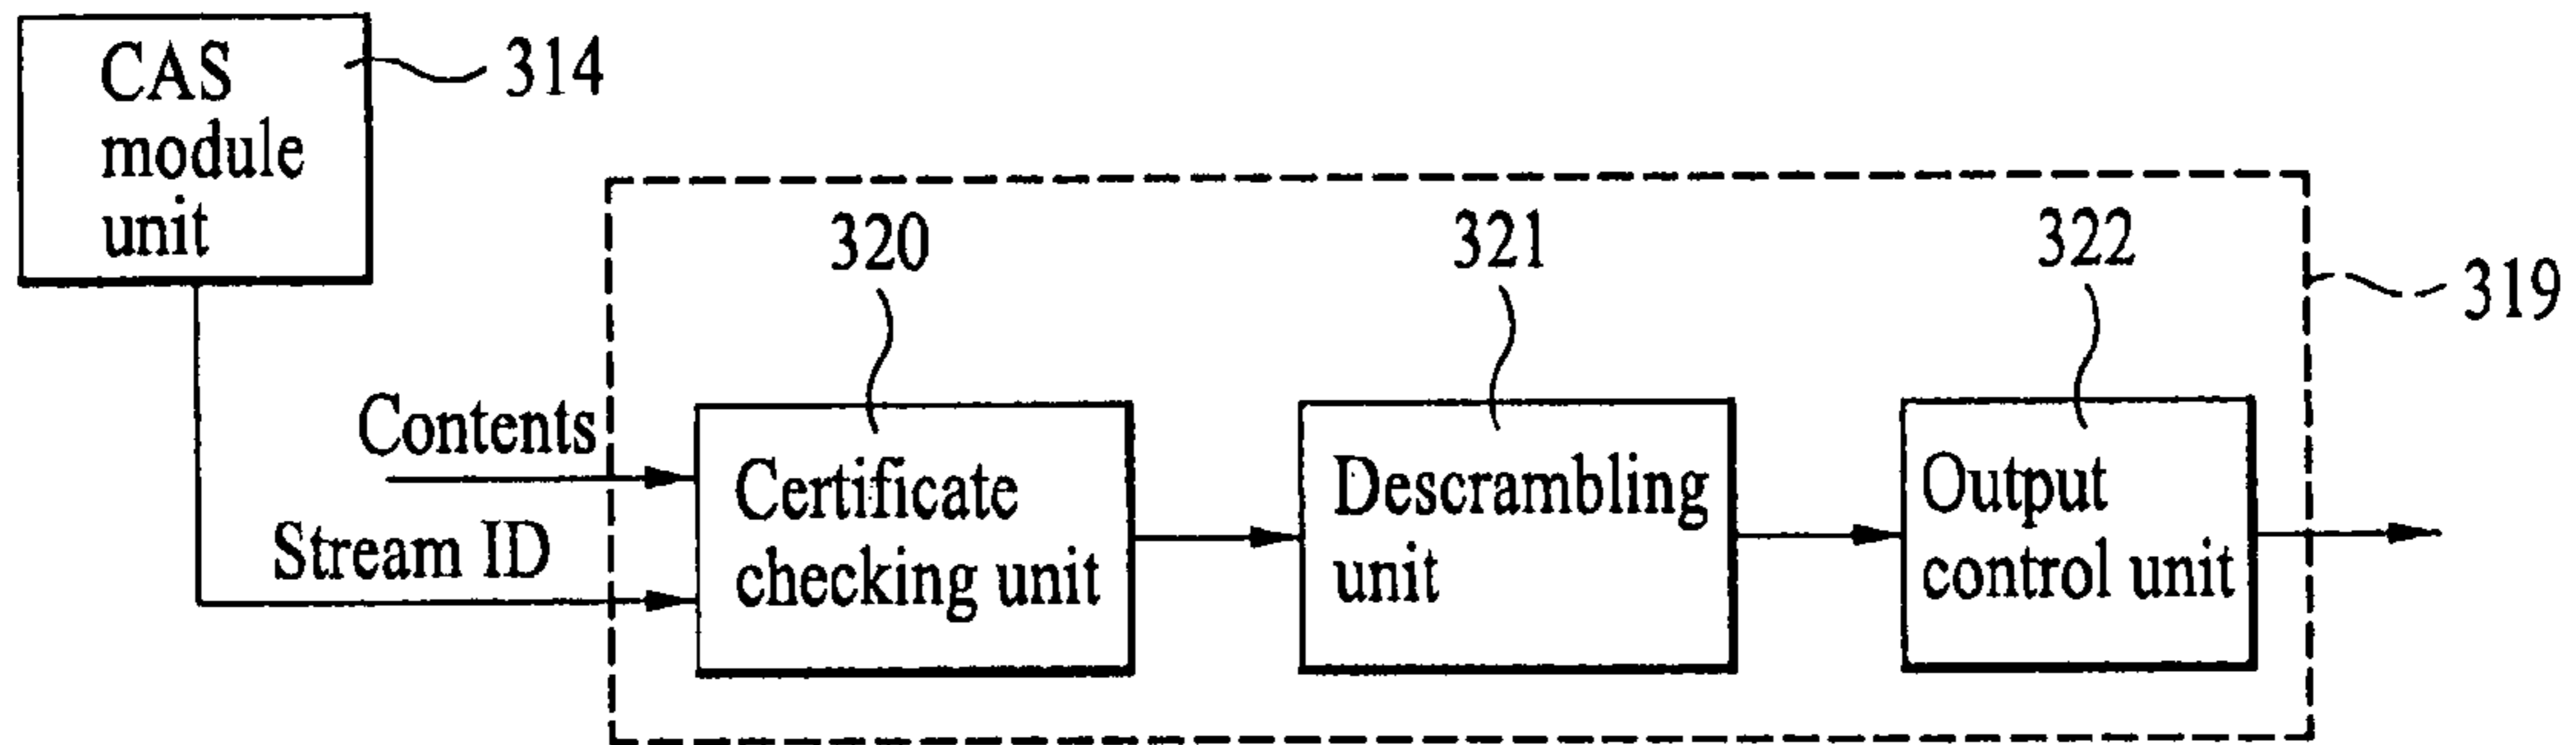 CAS
module
unit
314
320
321
322
319
Contents
Stream ID
Certificate
checking unit
Descrambling
unit
Output
control unit